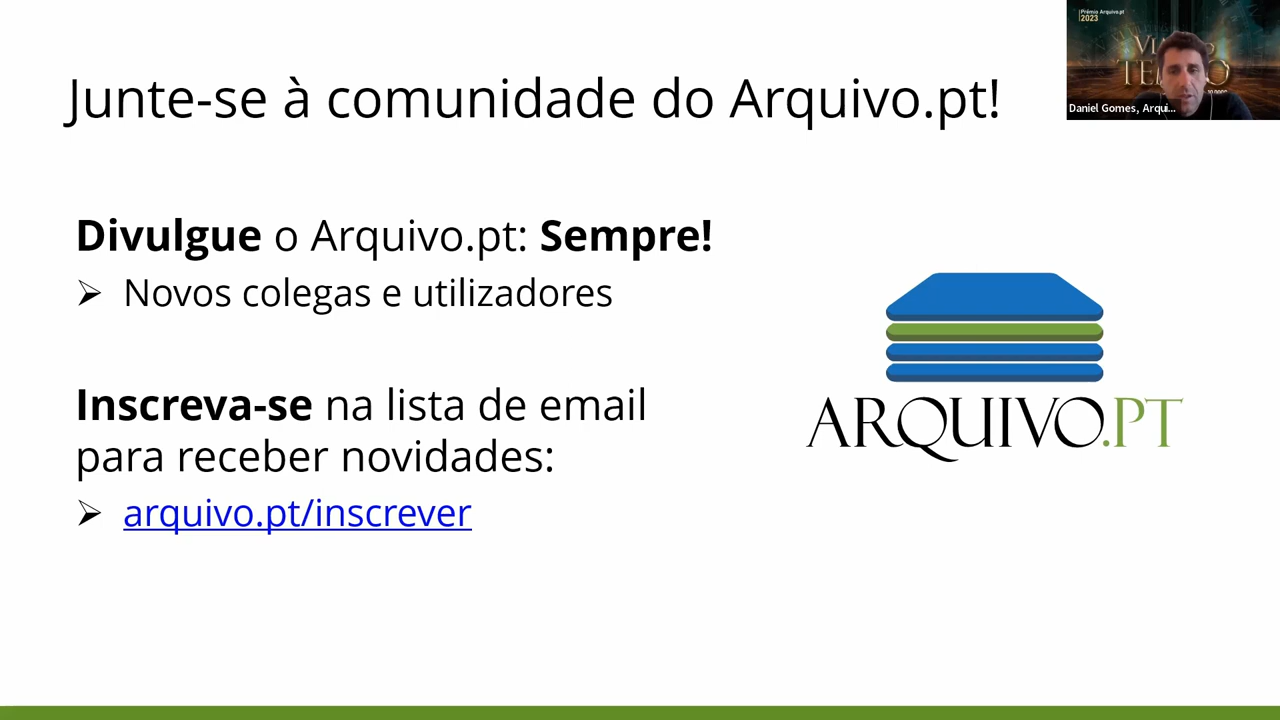 Junte-se à comunidade do Arquivo.pt!
Prémio Arquivo.pt
2023
Daniel Gomes, Arqui...
Divulgue o Arquivo.pt: Sempre!
➢ Novos colegas e utilizadores
Inscreva-se na lista de email
para receber novidades:
➢ arquivo.pt/inscrever
ARQUIVO.PT